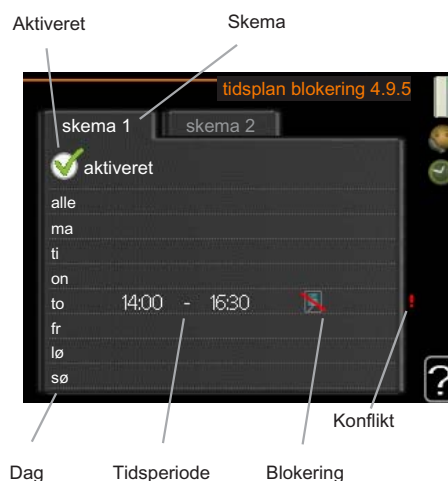 Aktiveret
Skema
tidsplan blokering 4.9.5
skema 1
skema 2
aktiveret
alle
ma
ti
on
to 14:00 - 16:30 !
fr
lø
sø
?
Konflikt
Dag
Tidsperiode
Blokering